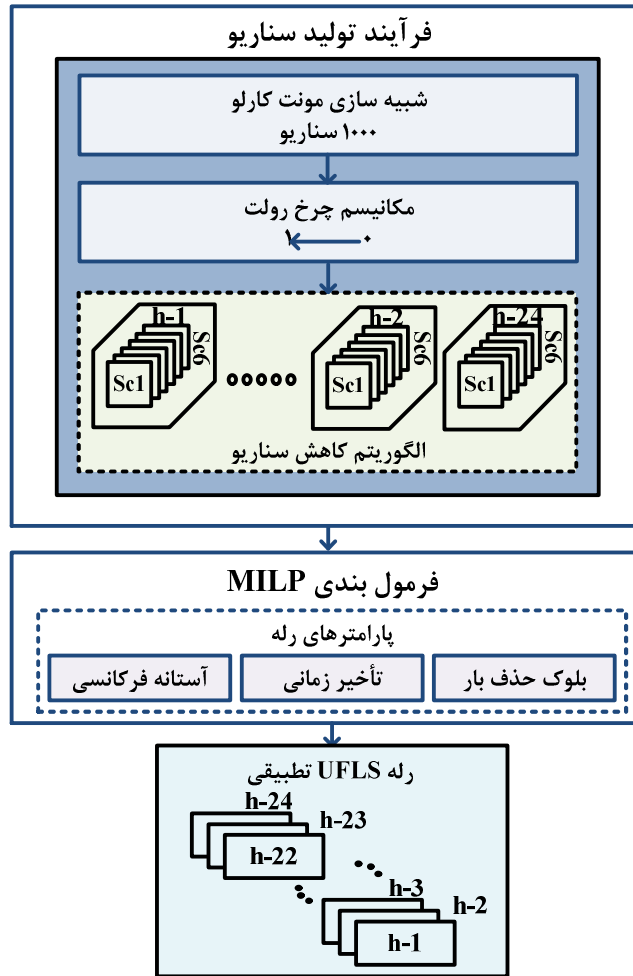 فرآیند تولید سناریو
شبیه سازی مونت کارلو
۱۰۰۰ سناریو
مکانیسم چرخ رولت
۰ ۱
h-1
Sc6
Sc1
h-2
Sc6
Sc1
h-24
Sc6
Sc1
الگوریتم کاهش سناریو
فرمول بندی MILP
پارامترهای رله
بلوک حذف بار
تأخیر زمانی
آستانه فرکانسی
رله UFLS تطبیقی
h-24
h-23
h-22
h-3
h-2
h-1